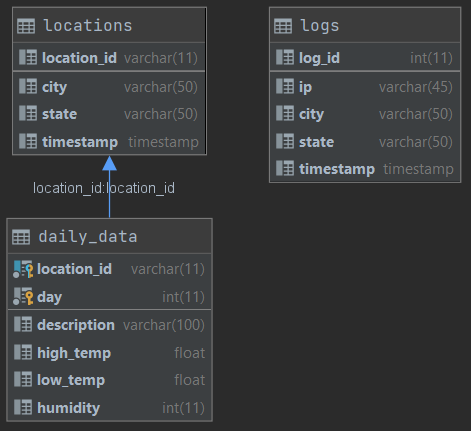 locations
location_id varchar(11)
city varchar(50)
state varchar(50)
timestamp timestamp
logs
log_id int(11)
ip varchar(45)
city varchar(50)
state varchar(50)
timestamp timestamp
location_id:location_id
daily_data
location_id varchar(11)
day int(11)
description varchar(100)
high_temp float
low_temp float
humidity int(11)